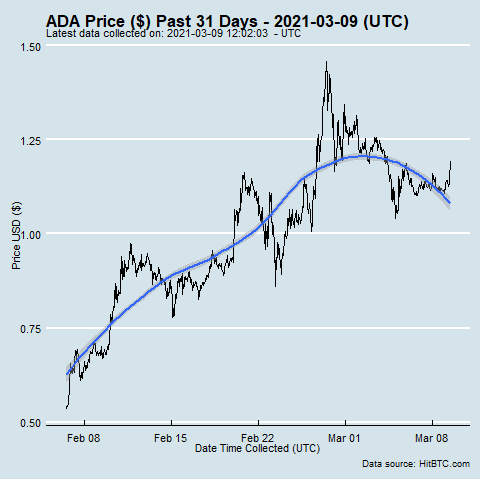 ADA Price ($) Past 31 Days - 2021-03-09 (UTC)
Latest data collected on: 2021-03-09 12:02:03 - UTC
1.50
1.25
1.00
0.75
0.50
Price USD ($)
Feb 08 Feb 15 Feb 22 Mar 01 Mar 08
Date Time Collected (UTC)
Data source: HitBTC.com